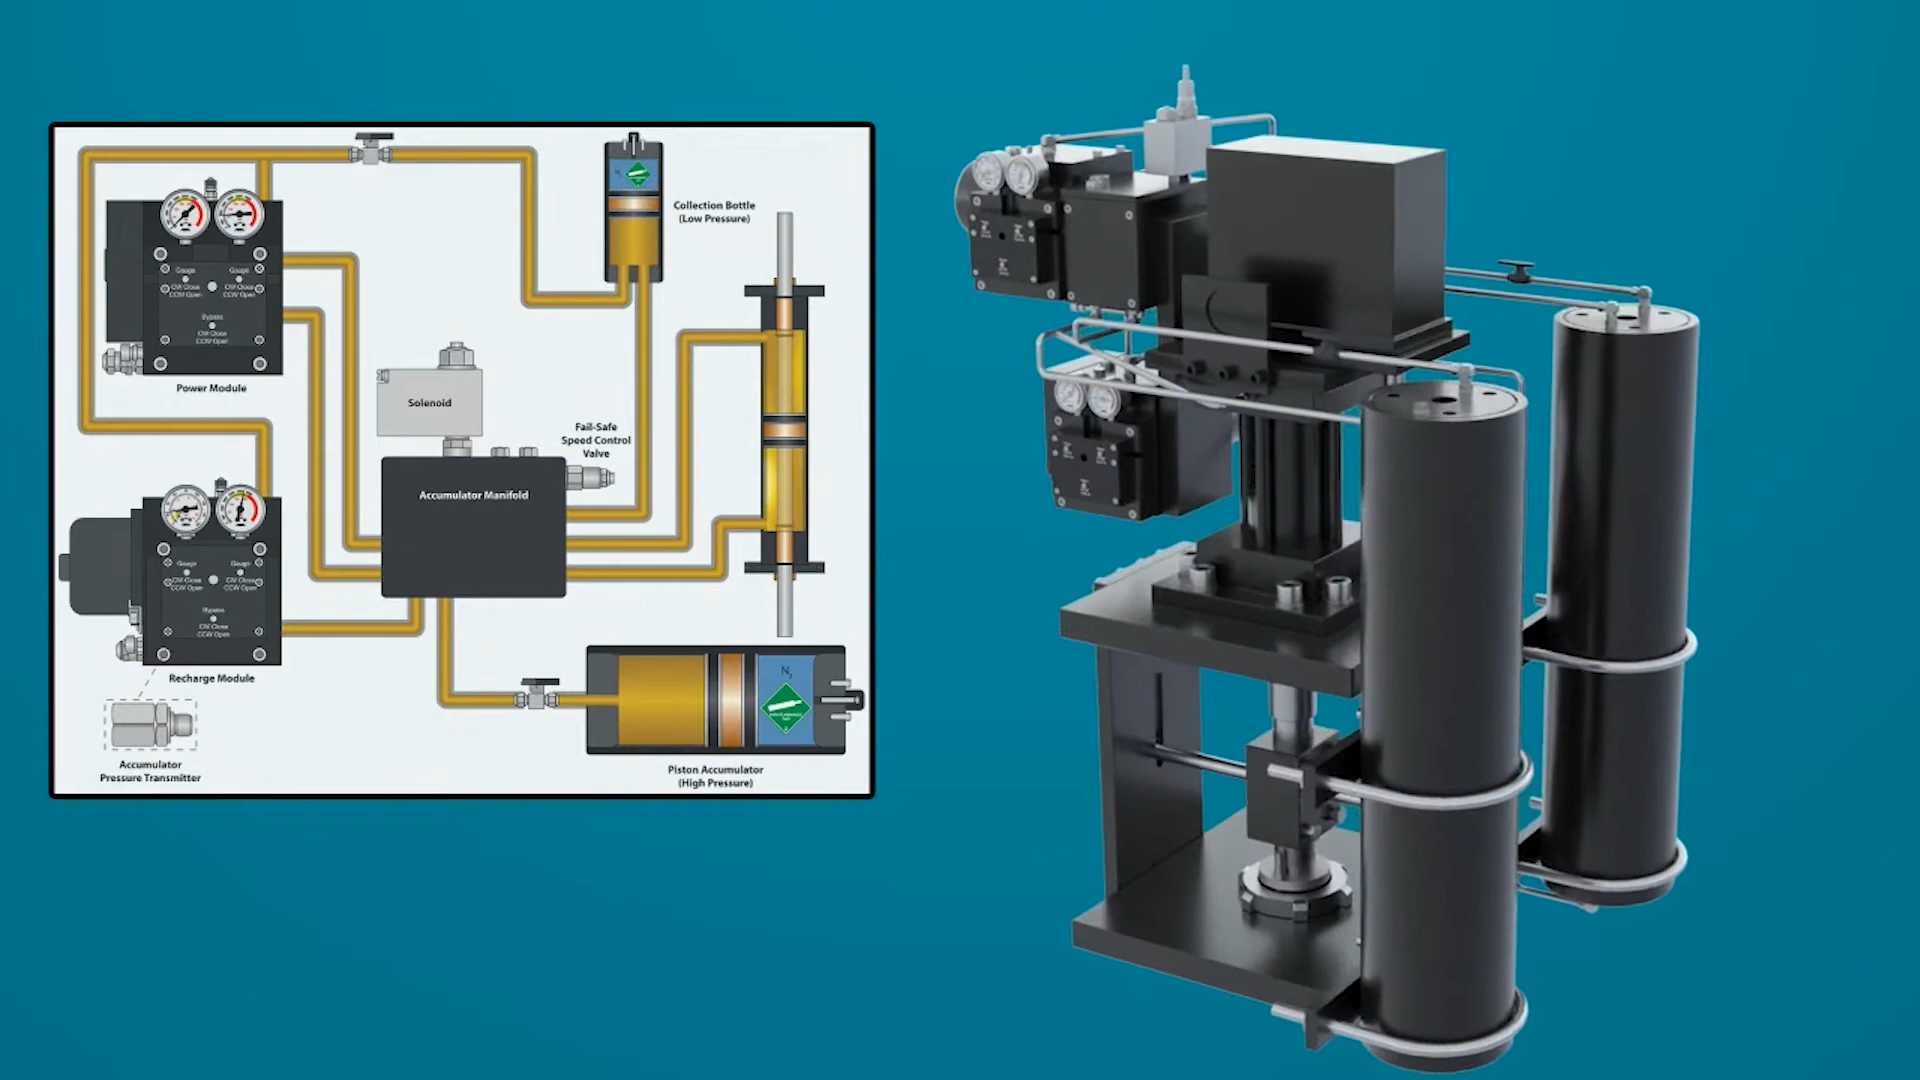 Collection Bottle
(Low Pressure)
N2
Gauge
CW Close
CCW Open
Gauge
CW Close
CCW Open
Bypass
CW Close
CCW Open
Power Module
Solenoid
Fail-Safe
Speed Control
Valve
Accumulator Manifold
Gauge
CW Close
CCW Open
Gauge
CW Close
CCW Open
Bypass
CW Close
CCW Open
Recharge Module
N2
Accumulator
Pressure Transmitter
Piston Accumulator
(High Pressure)